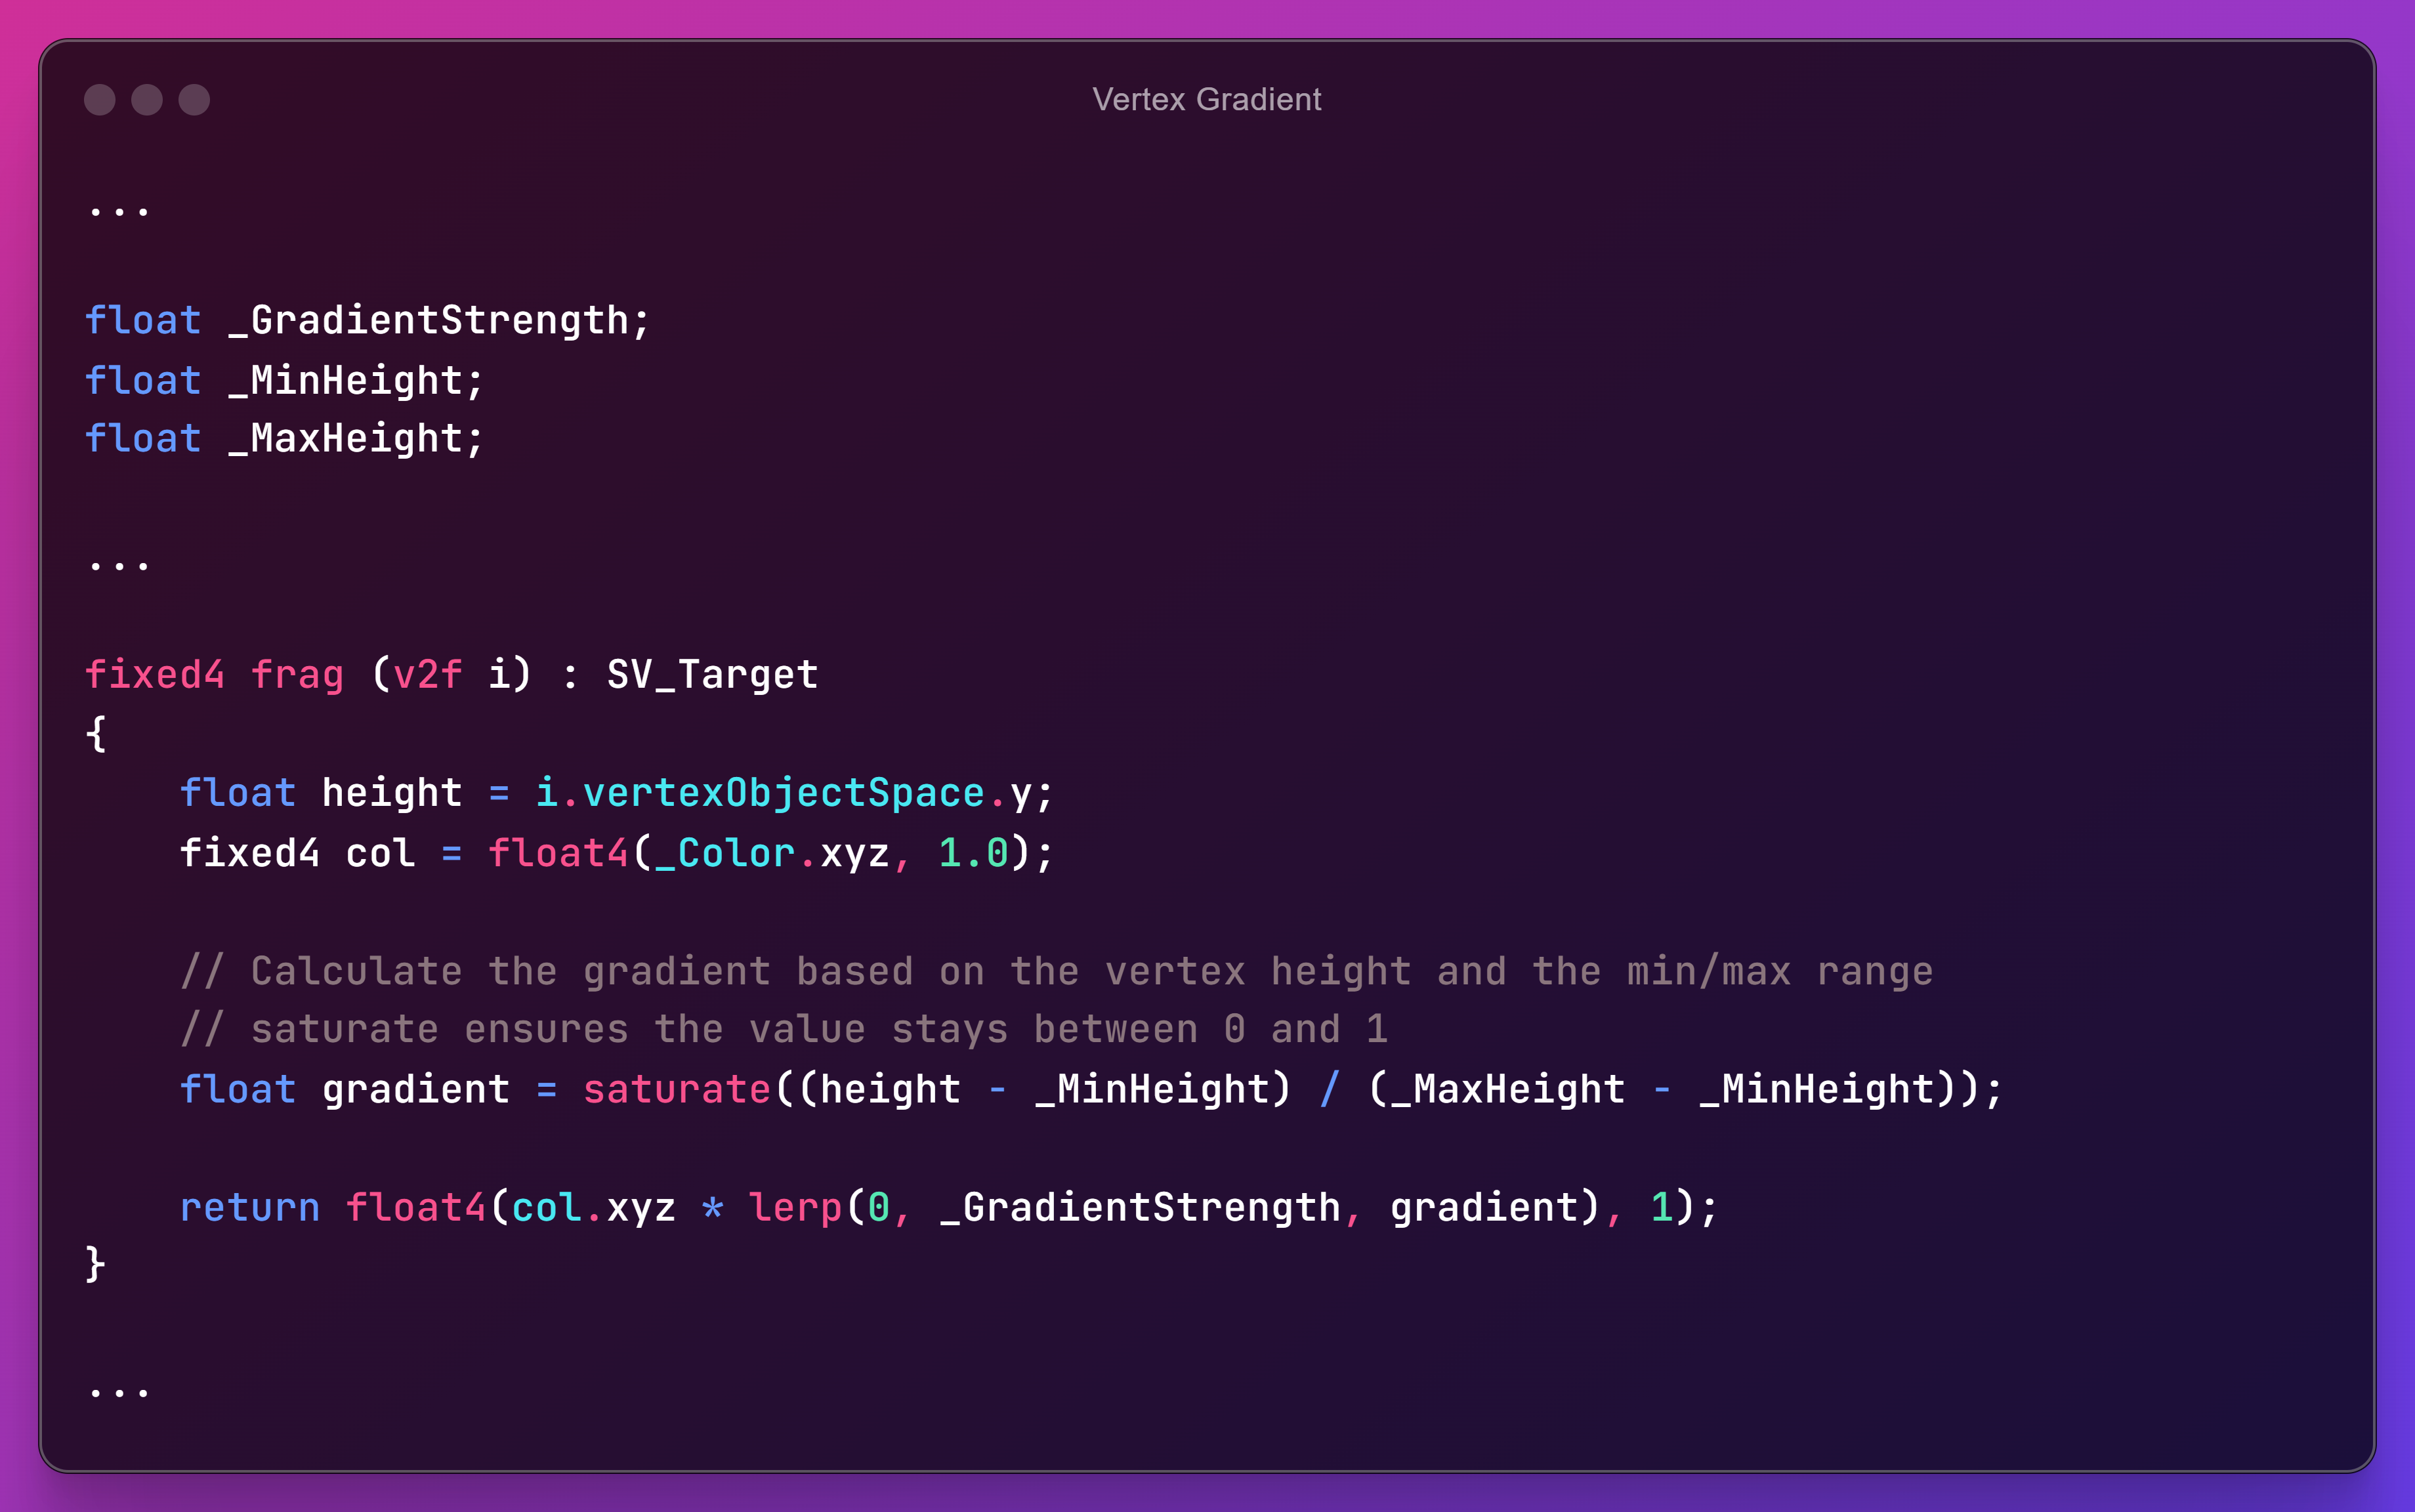 Vertex Gradient
...
float _GradientStrength;
float _MinHeight;
float _MaxHeight;
...
fixed4 frag (v2f i) : SV_Target
{
    float height = i.vertexObjectSpace.y;
    fixed4 col = float4(_Color.xyz, 1.0);
    // Calculate the gradient based on the vertex height and the min/max range
    // saturate ensures the value stays between 0 and 1
    float gradient = saturate((height - _MinHeight) / (_MaxHeight - _MinHeight));
    return float4(col.xyz * lerp(0, _GradientStrength, gradient), 1);
}
...